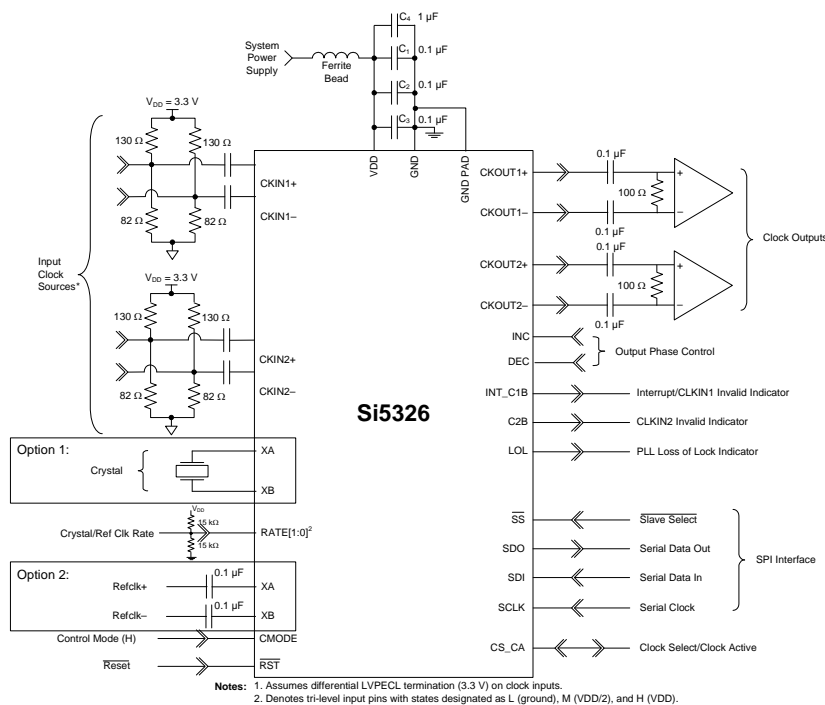 C4 1 µF
System
Power
Supply
Ferrite
Bead
C1 0.1 µF
C2 0.1 µF
C3 0.1 µF
VDD
GND
GND PAD
VDD = 3.3 V
130 Ω
130 Ω
82 Ω
82 Ω
CKIN1+
CKIN1–
Input
Clock
Sources*
VDD = 3.3 V
130 Ω
130 Ω
82 Ω
82 Ω
CKIN2+
CKIN2–
Si5326
Option 1:
Crystal
XA
XB
VDD
15 kΩ
15 kΩ
Crystal/Ref Clk Rate
RATE[1:0]2
Option 2:
Refclk+
0.1 µF
XA
Refclk–
0.1 µF
XB
Control Mode (H)
CMODE
Reset
RST
CKOUT1+
0.1 µF
100 Ω
+
–
CKOUT1–
0.1 µF
CKOUT2+
0.1 µF
100 Ω
+
–
CKOUT2–
0.1 µF
Clock Outputs
INC
DEC
Output Phase Control
INT_C1B
Interrupt/CLKIN1 Invalid Indicator
C2B
CLKIN2 Invalid Indicator
LOL
PLL Loss of Lock Indicator
SS
Slave Select
SDO
Serial Data Out
SDI
Serial Data In
SCLK
Serial Clock
SPI Interface
CS_CA
Clock Select/Clock Active
Notes: 1. Assumes differential LVPECL termination (3.3 V) on clock inputs.
2. Denotes tri-level input pins with states designated as L (ground), M (VDD/2), and H (VDD).